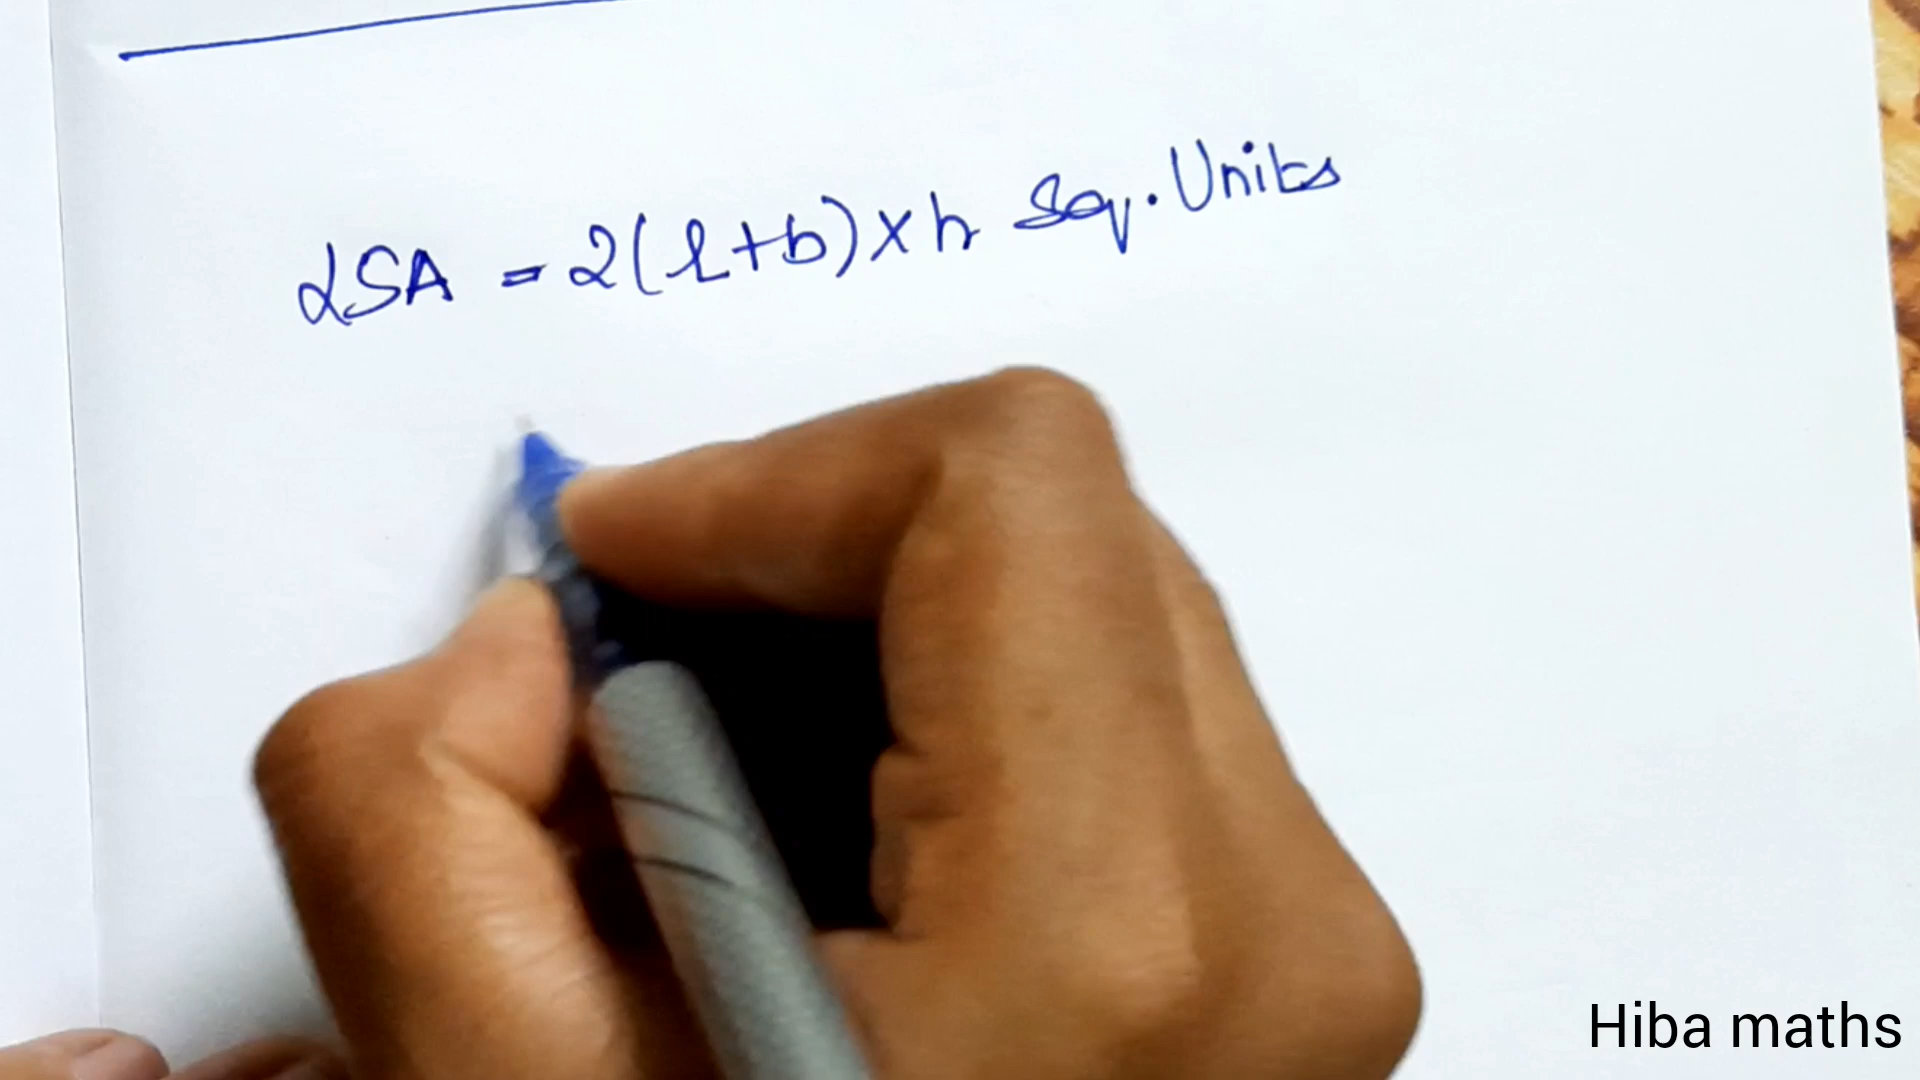 LSA = 2(l+b)×h Sq. Units
Hiba maths